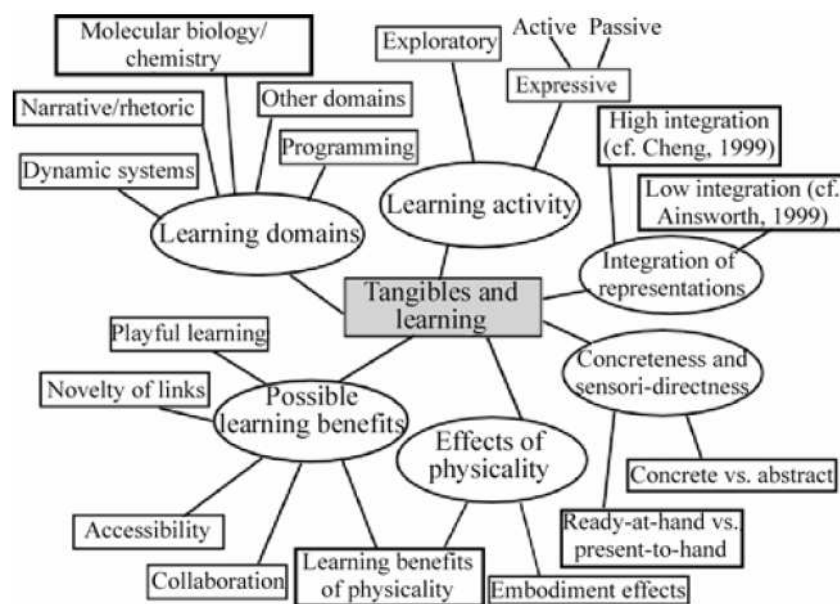 Molecular biology/
chemistry
Narrative/rhetoric
Dynamic systems
Other domains
Programming
Learning domains
Exploratory
Active
Passive
Expressive
Learning activity
High integration
(cf. Cheng, 1999)
Low integration (cf.
Ainsworth, 1999)
Integration of
representations
Tangibles and
learning
Concreteness and
sensori-directness
Concrete vs. abstract
Ready-at-hand vs.
present-to-hand
Playful learning
Novelty of links
Possible
learning benefits
Accessibility
Collaboration
Effects of
physicality
Learning benefits
of physicality
Embodiment effects